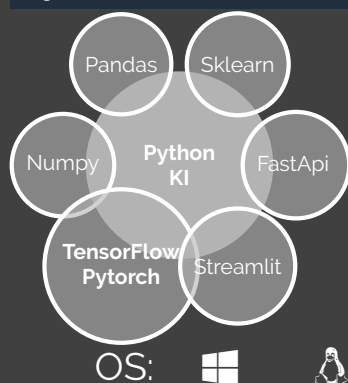 Pandas
Sklearn
Numpy
Python
KI
FastApi
TensorFlow
Pytorch
Streamlit
OS: